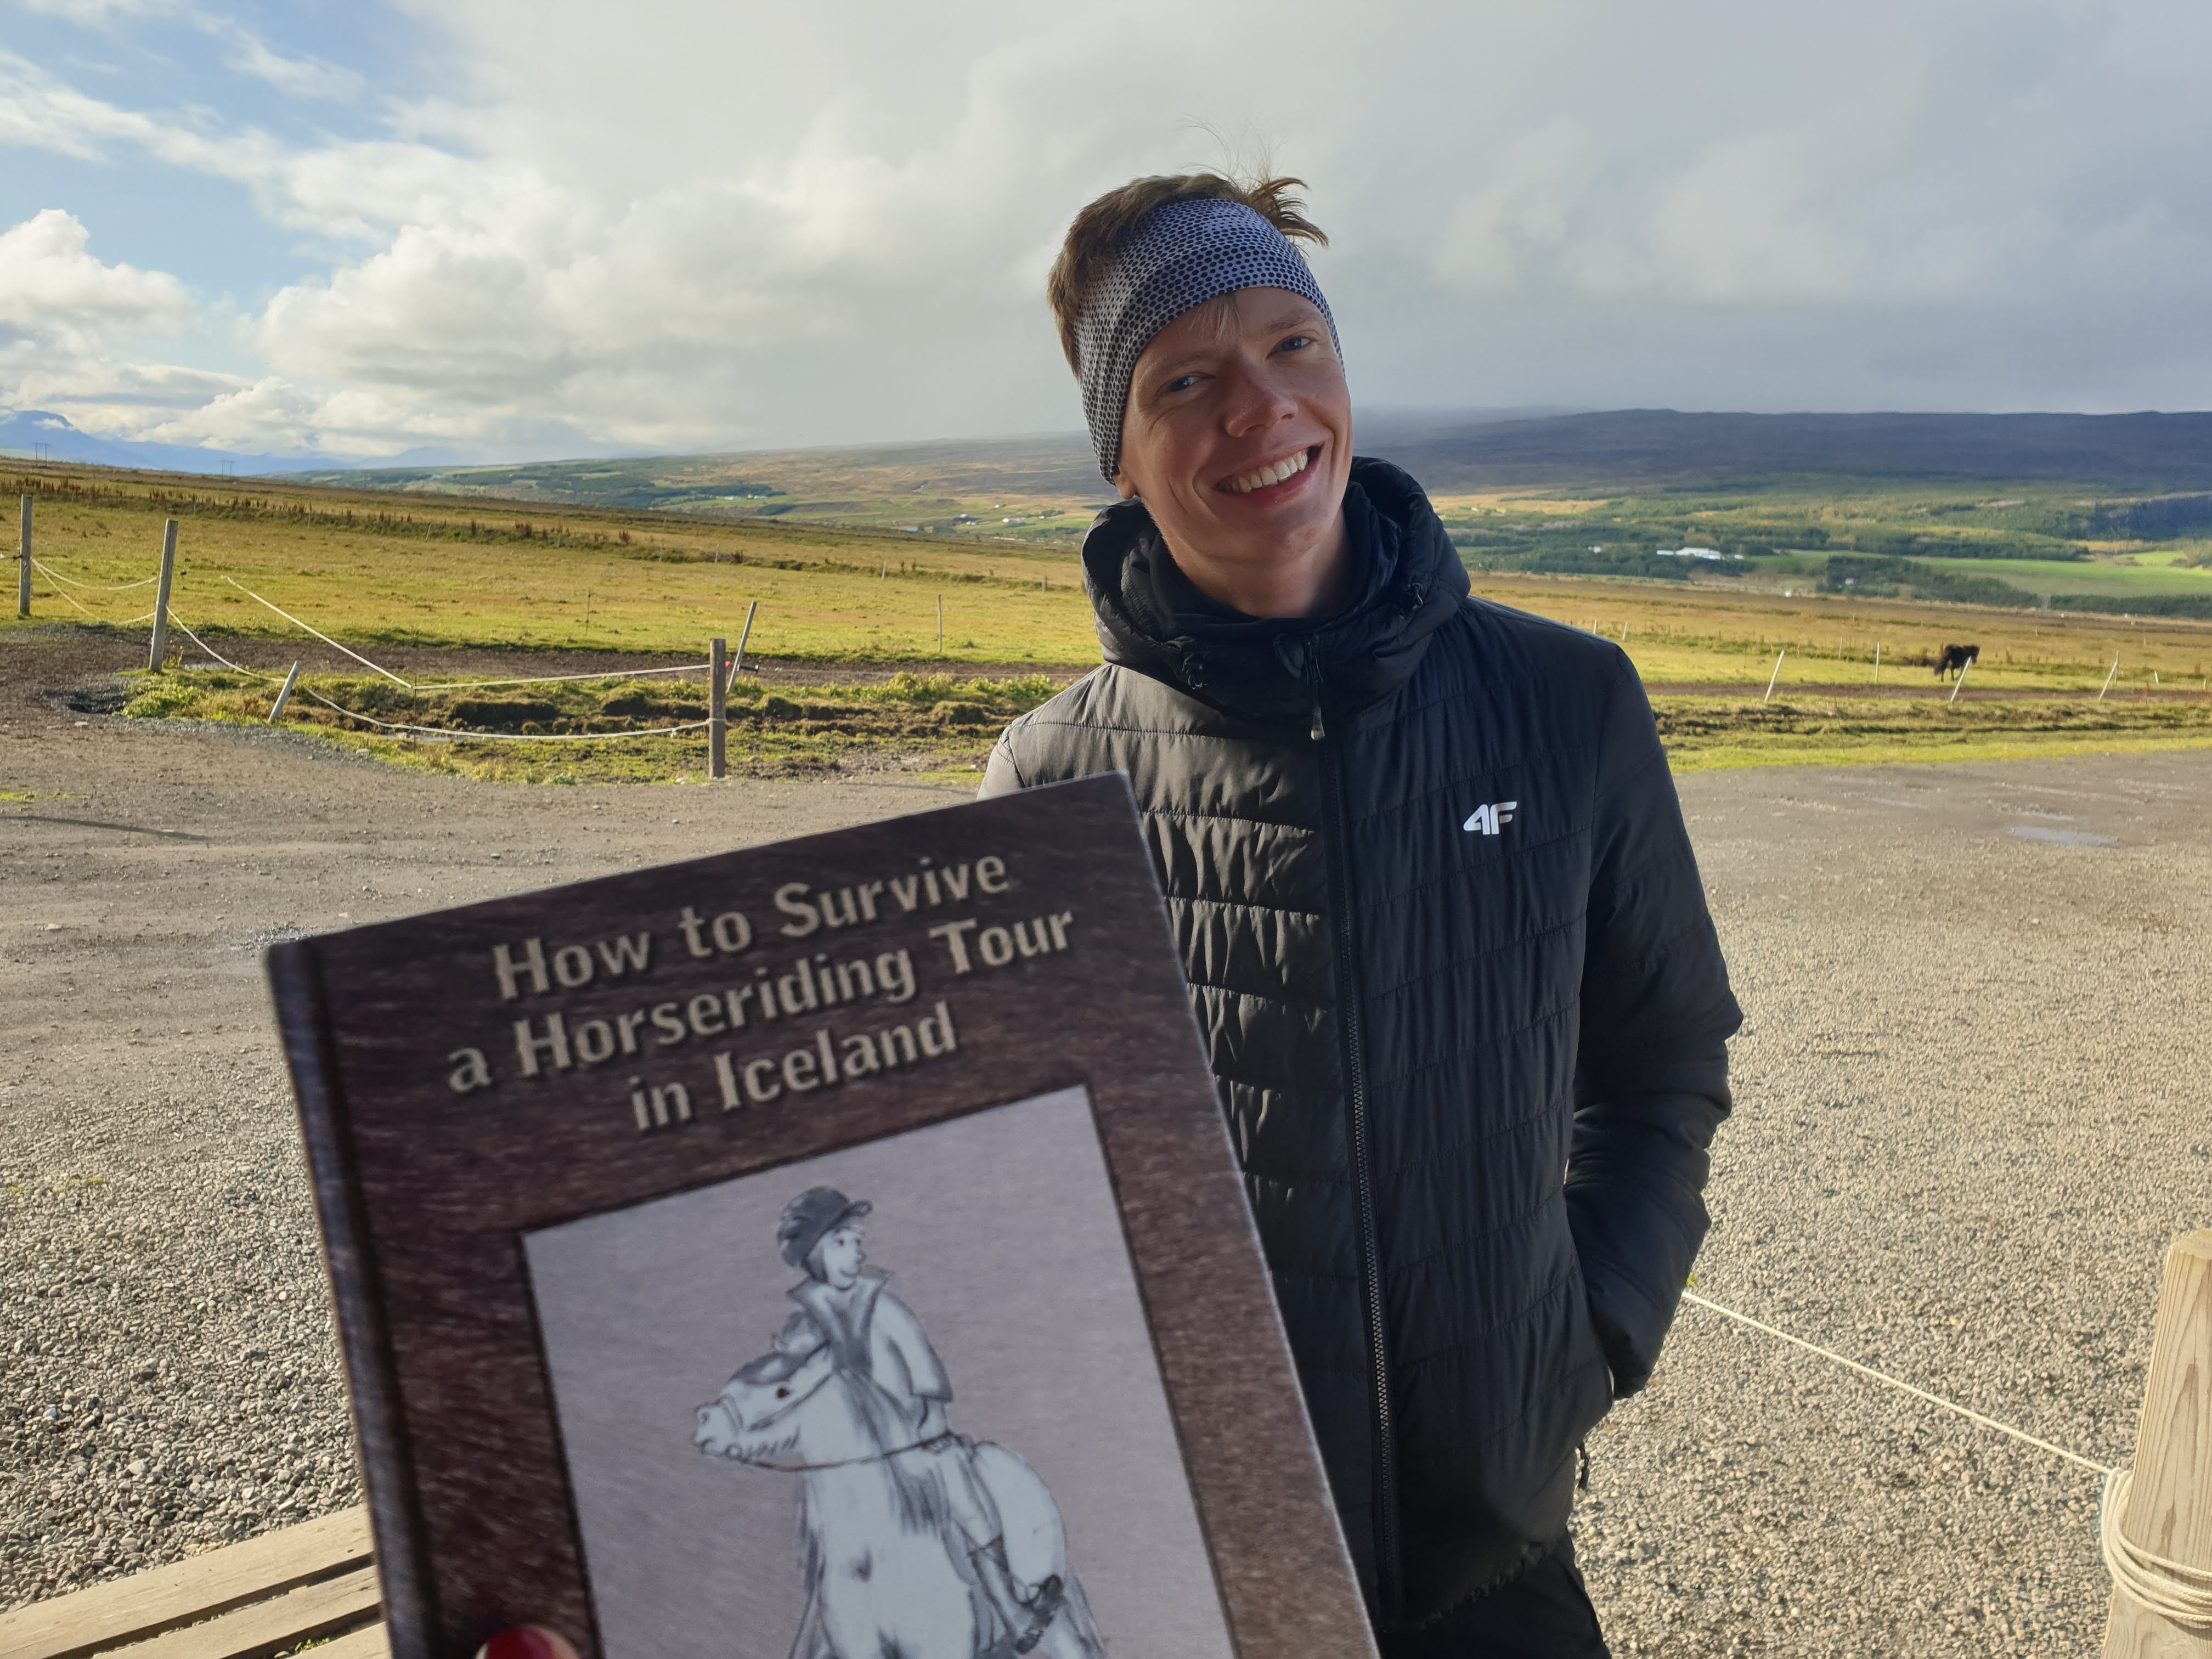 How to Survive
a Horseriding Tour
in Iceland
4F